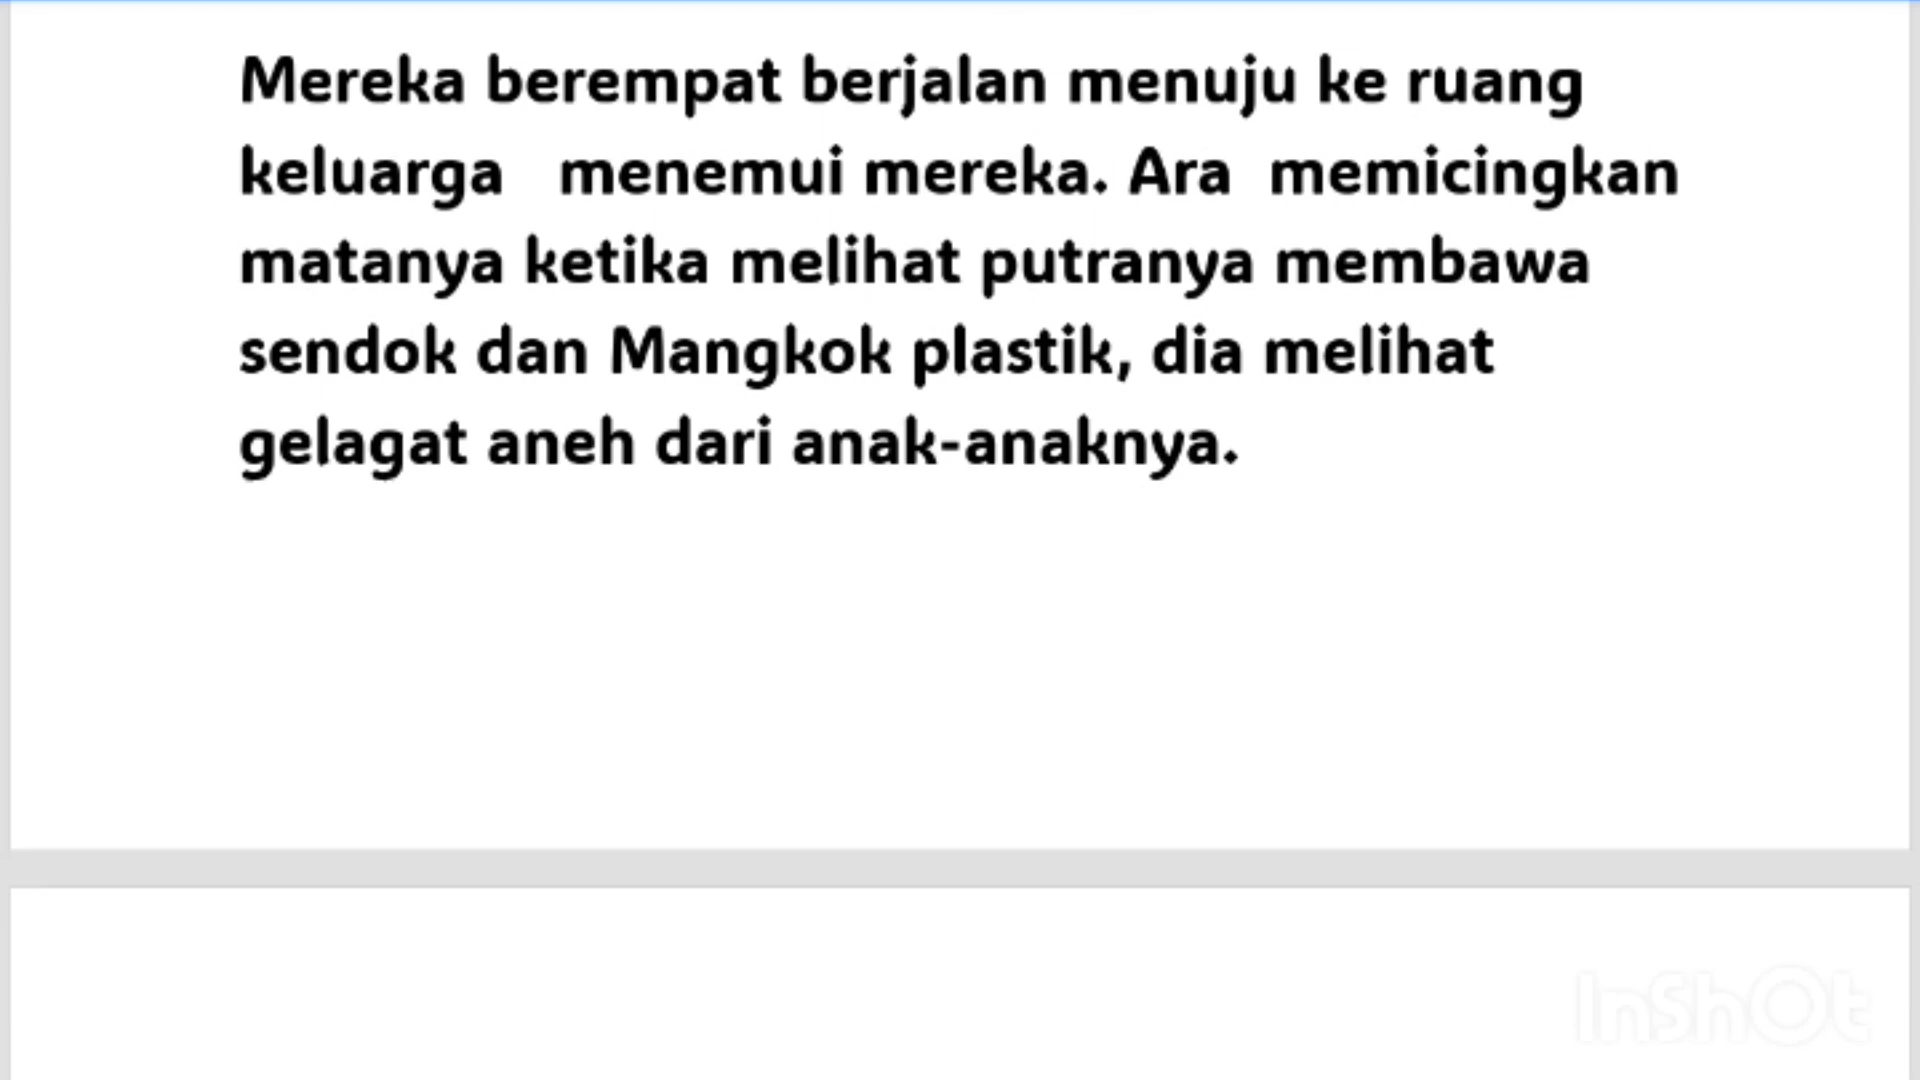 Mereka berempat berjalan menuju ke ruang
keluarga menemui mereka. Ara memicingkan
matanya ketika melihat putranya membawa
sendok dan Mangkok plastik, dia melihat
gelagat aneh dari anak-anaknya.
InShOt